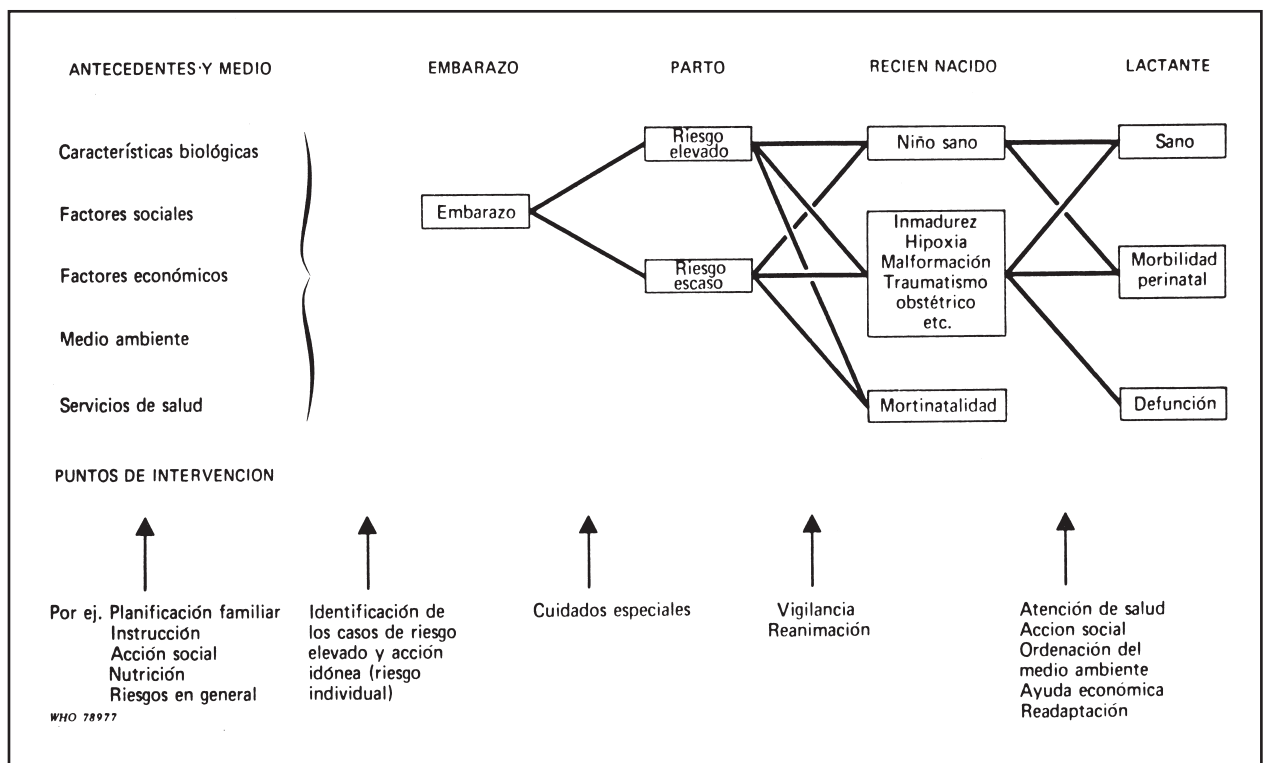 ANTECEDENTES Y MEDIO
EMBARAZO
PARTO
RECIEN NACIDO
LACTANTE
Características biológicas
Factores sociales
Factores económicos
Medio ambiente
Servicios de salud
Embarazo
Riesgo
elevado
Riesgo
escaso
Niño sano
Inmadurez
Hipoxia
Malformación
Traumatismo
obstétrico
etc.
Mortinatalidad
Sano
Morbilidad
perinatal
Defunción
PUNTOS DE INTERVENCION
Por ej. Planificación familiar
Instrucción
Acción social
Nutrición
Riesgos en general
Identificación de
los casos de riesgo
elevado y acción
idónea (riesgo
individual)
Cuidados especiales
Vigilancia
Reanimación
Atención de salud
Accion social
Ordenación del
medio ambiente
Ayuda económica
Readaptación
WHO 78977